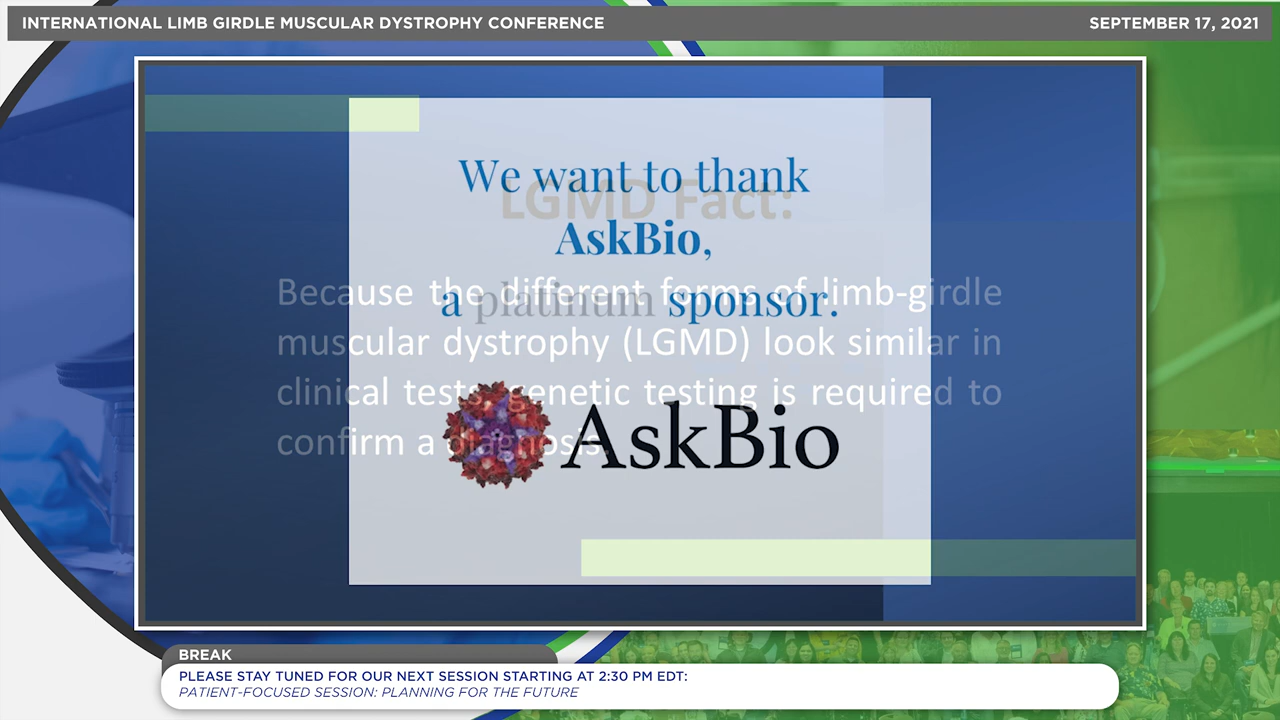 INTERNATIONAL LIMB GIRDLE MUSCULAR DYSTROPHY CONFERENCE
SEPTEMBER 17, 2021
We want to thank
LGMD Fact:
AskBio,
a platinum sponsor.
Because the different forms of limb-girdle
muscular dystrophy (LGMD) look similar in
clinical tests, genetic testing is required to
confirm a diagnosis.
AskBio
BREAK
PLEASE STAY TUNED FOR OUR NEXT SESSION STARTING AT 2:30 PM EDT:
PATIENT-FOCUSED SESSION: PLANNING FOR THE FUTURE